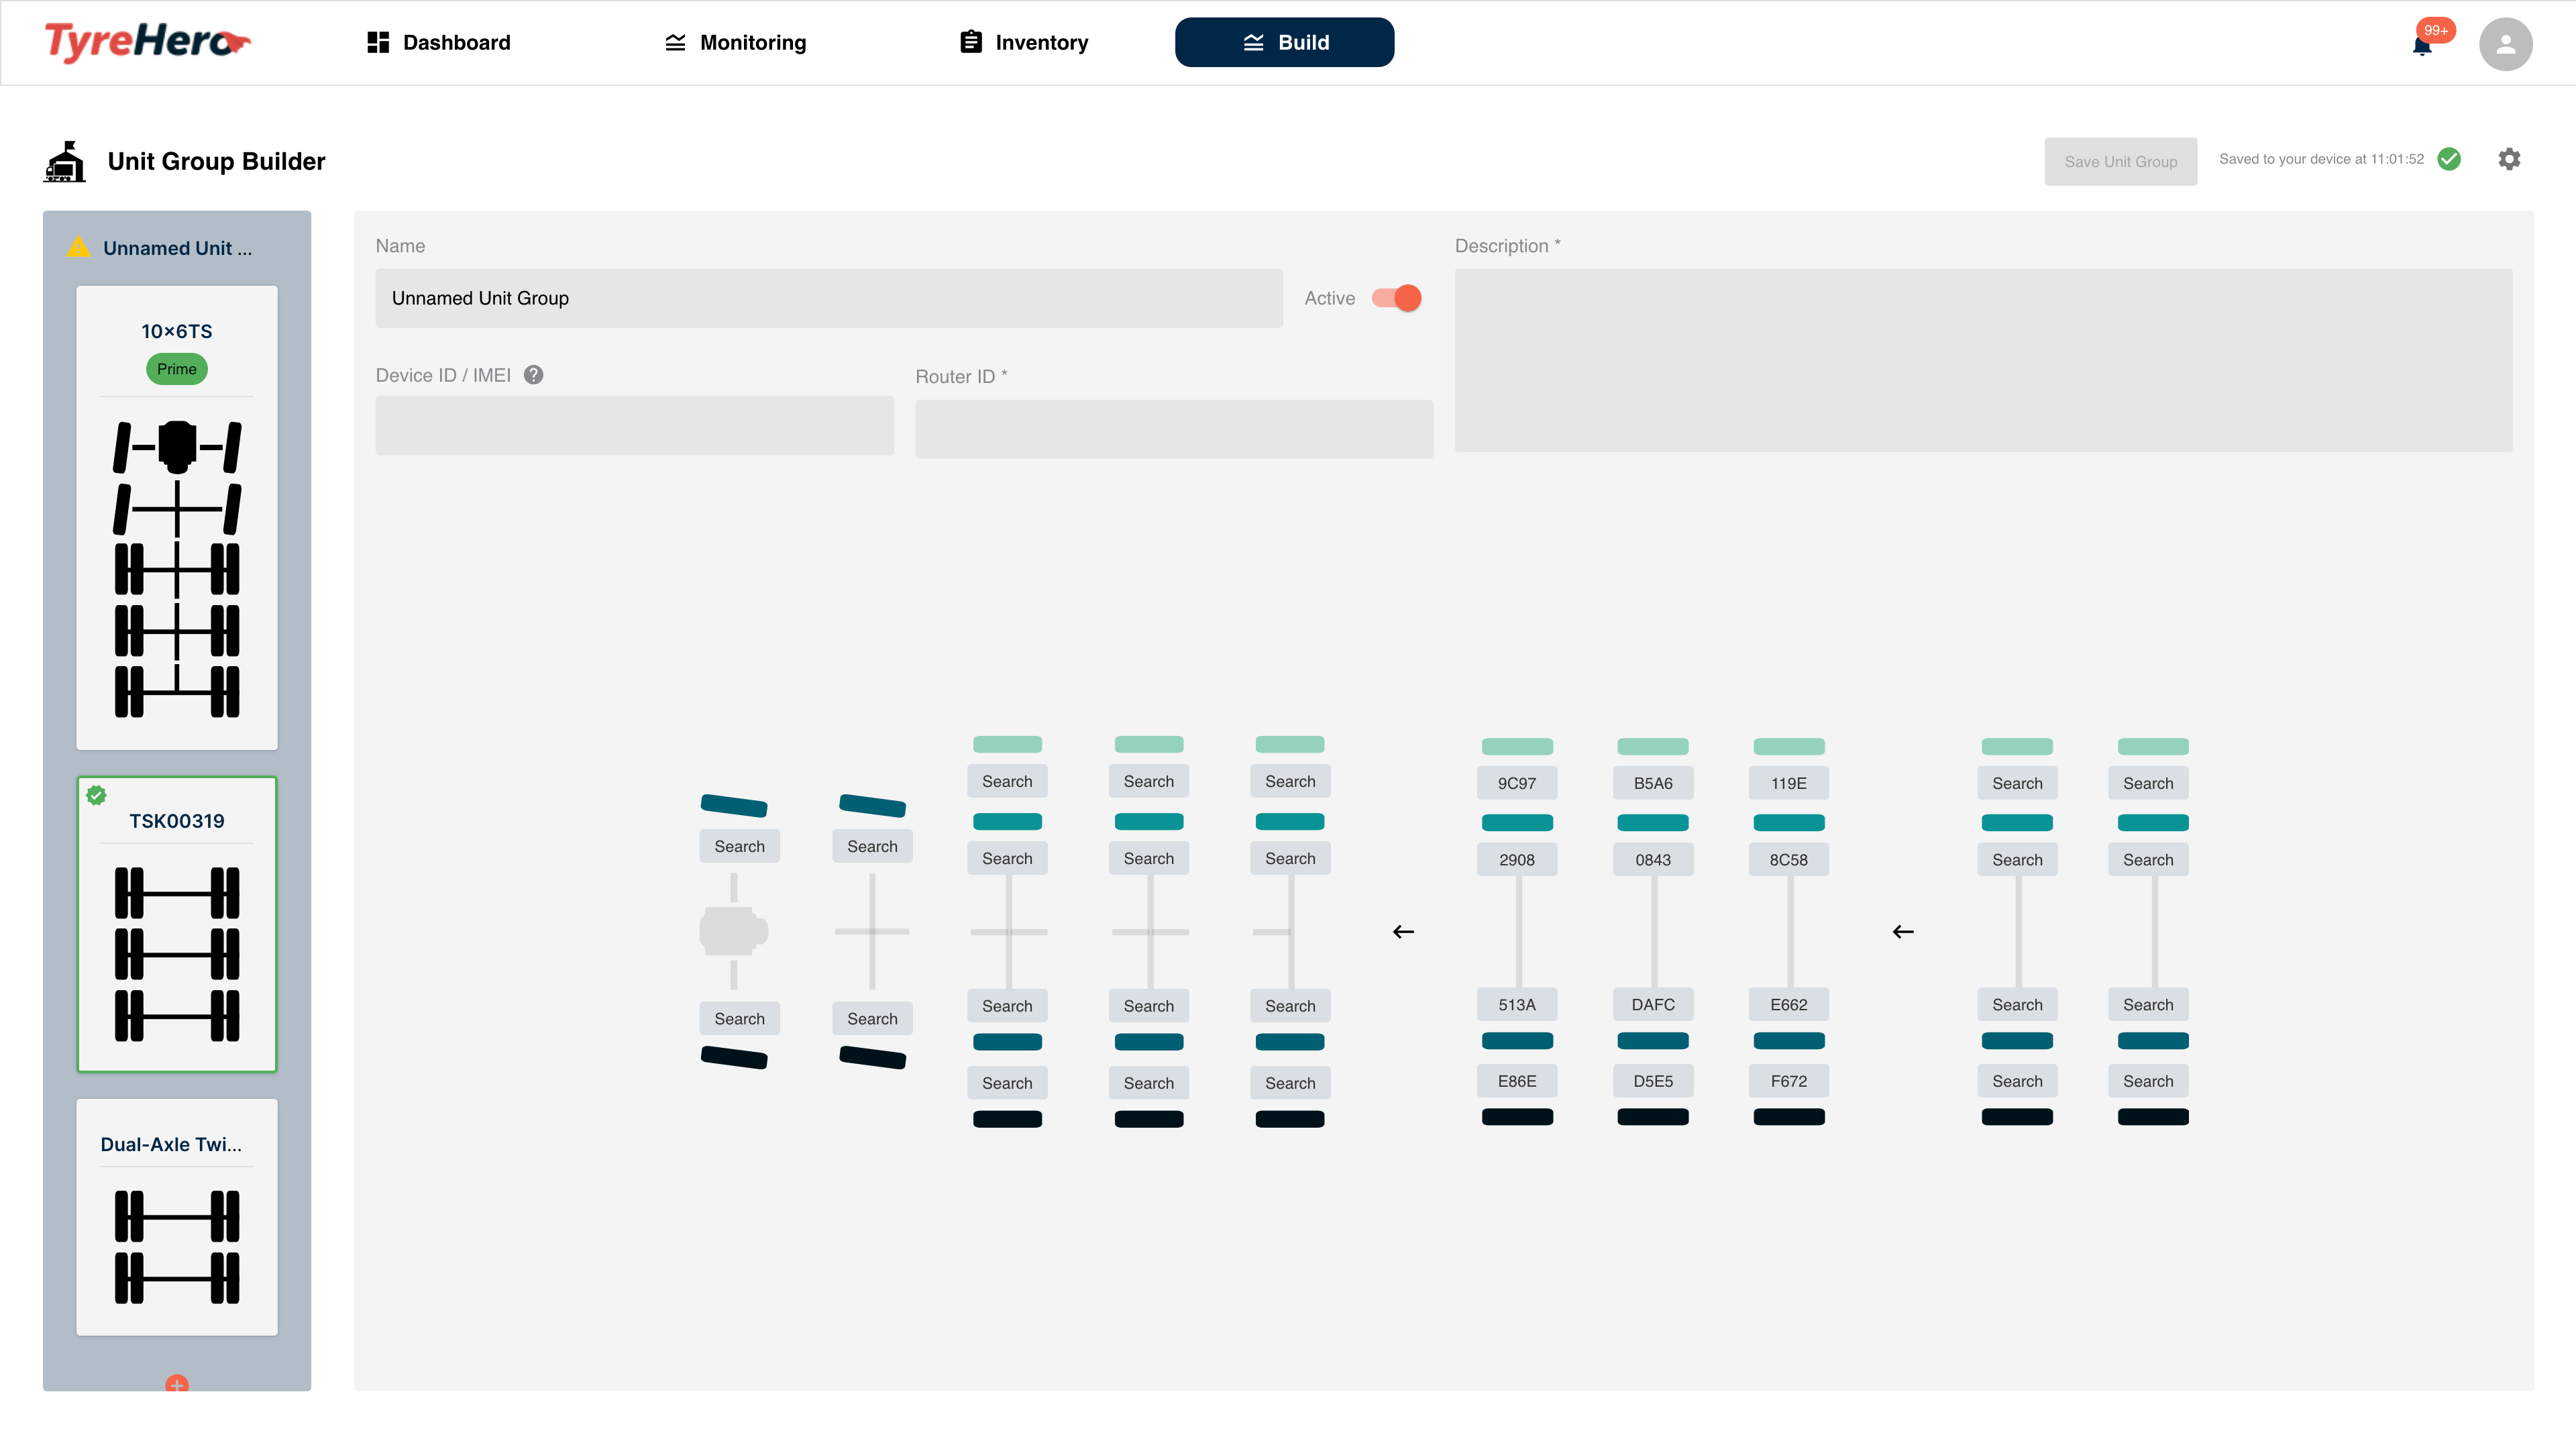 TyreHero
Dashboard
Monitoring
Inventory
Build
99+
Unit Group Builder
Save Unit Group
Saved to your device at 11:01:52
Unnamed Unit ...
10×6TS
Prime
TSK00319
Dual-Axle Twi...
Name
Unnamed Unit Group
Active
Description *
Device ID / IMEI ?
Router ID *
Search Search Search 9C97 B5A6 119E Search Search
Search Search Search Search Search 2908 0843 8C58 Search Search
Search Search Search Search Search 513A DAFC E662 Search Search
Search Search Search E86E D5E5 F672 Search Search